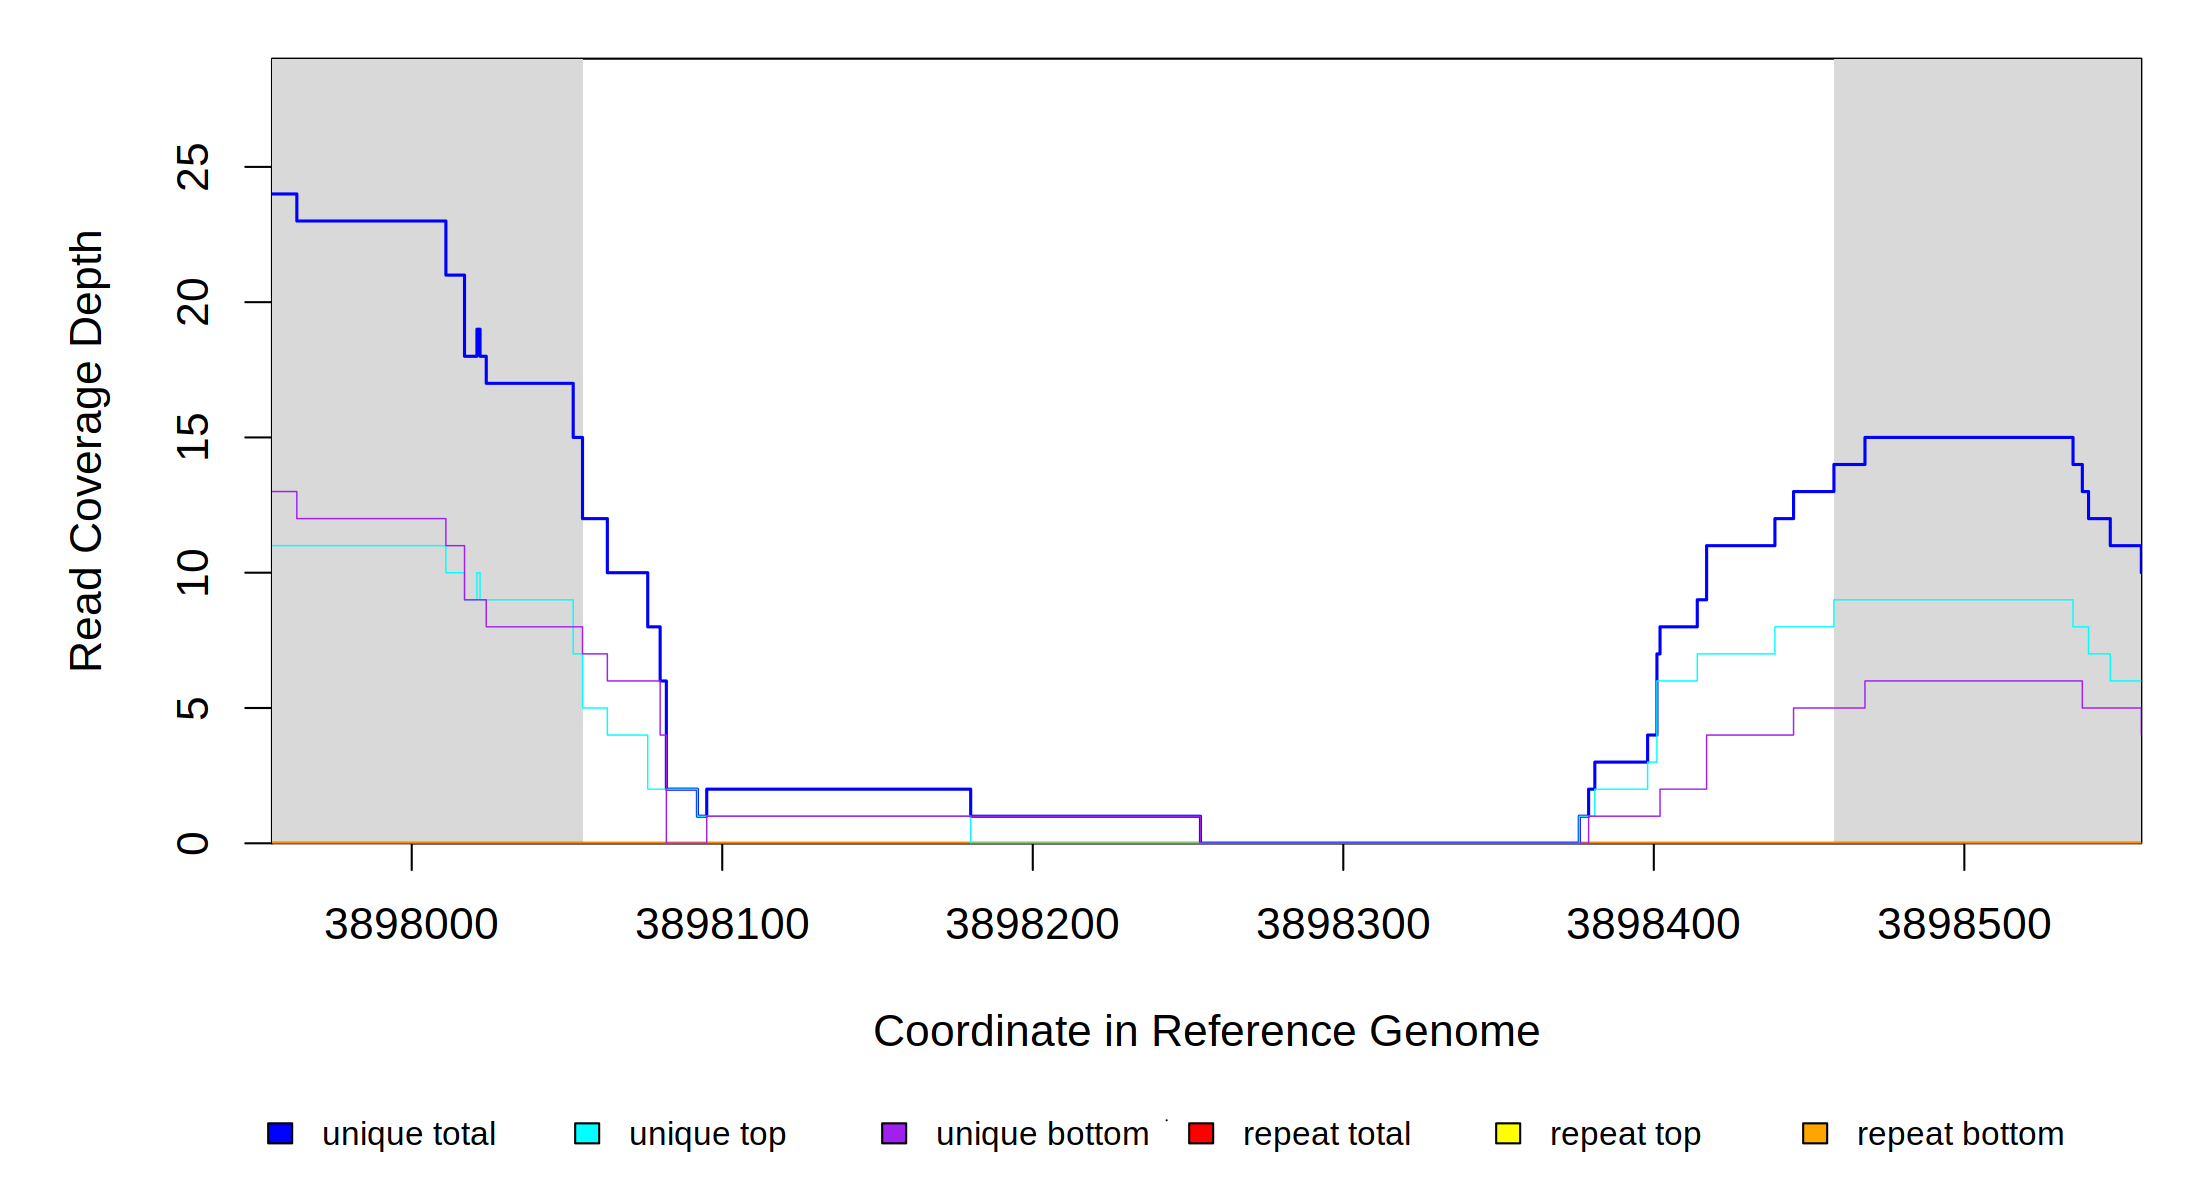 Read Coverage Depth
25
20
15
10
5
0
3898000 3898100 3898200 3898300 3898400 3898500
Coordinate in Reference Genome
unique total unique top unique bottom repeat total repeat top repeat bottom